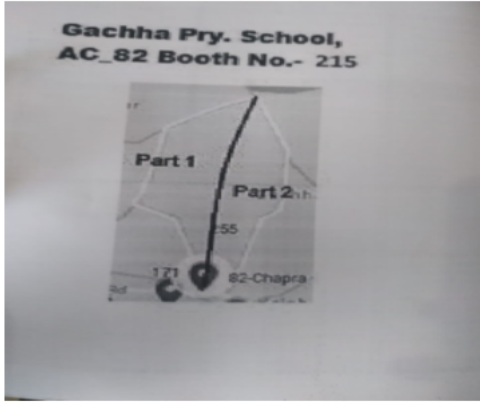 Gachha Pry. School,
AC_82 Booth No.- 215
Part 1
Part 2
55
171
82-Chapra